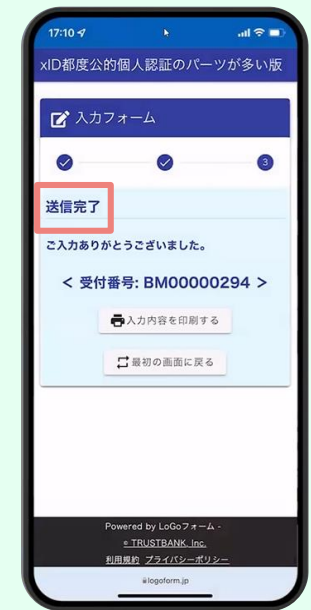 17:10
xID都度公的個人認証のパーツが多い版
入力フォーム
3
送信完了
ご入力ありがとうございました。
< 受付番号: BM00000294 >
入力内容を印刷する
最初の画面に戻る
Powered by LoGoフォーム -
© TRUSTBANK, Inc.
利用規約 プライバシーポリシー
logoform.jp